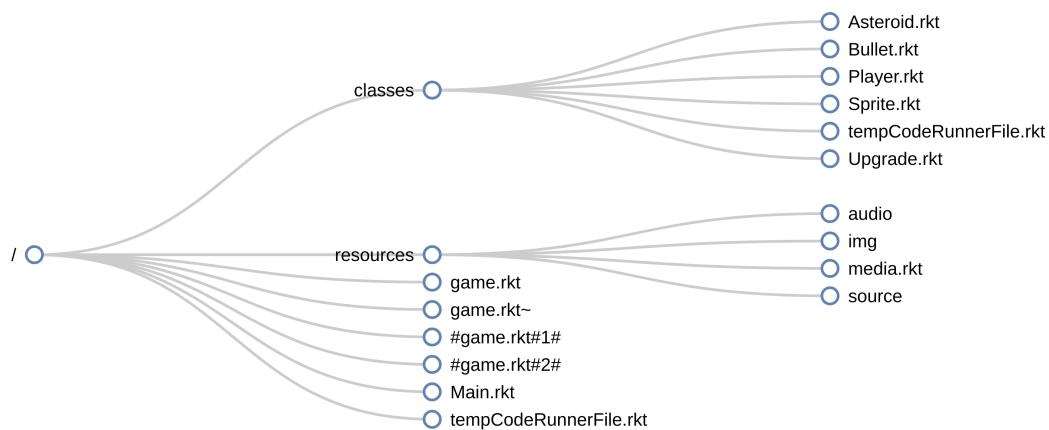 /
classes
Asteroid.rkt
Bullet.rkt
Player.rkt
Sprite.rkt
tempCodeRunnerFile.rkt
Upgrade.rkt
resources
audio
img
media.rkt
source
game.rkt
game.rkt~
#game.rkt#1#
#game.rkt#2#
Main.rkt
tempCodeRunnerFile.rkt